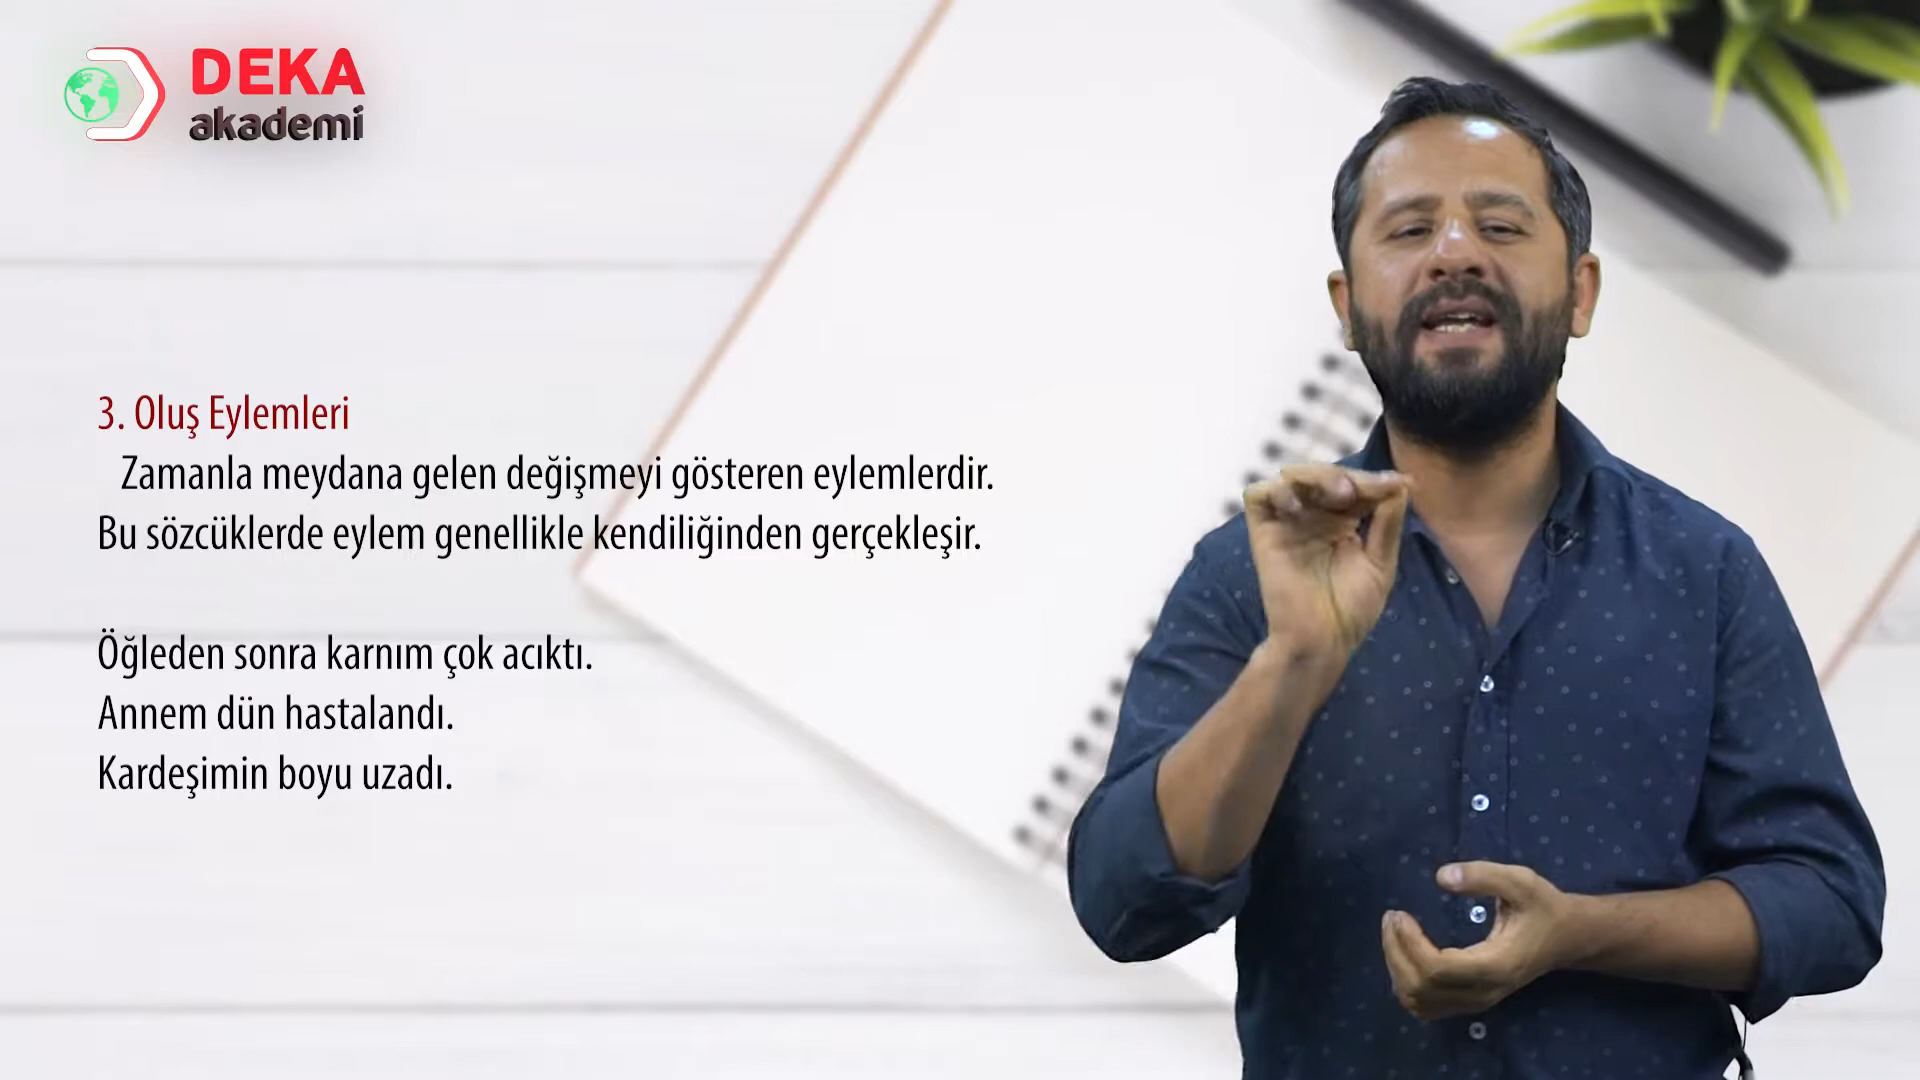 DEKA
akademi
3. Oluş Eylemleri
Zamanla meydana gelen değişmeyi gösteren eylemlerdir.
Bu sözcüklerde eylem genellikle kendiliğinden gerçekleşir.
Öğleden sonra karnım çok acıktı.
Annem dün hastalandı.
Kardeşimin boyu uzadı.